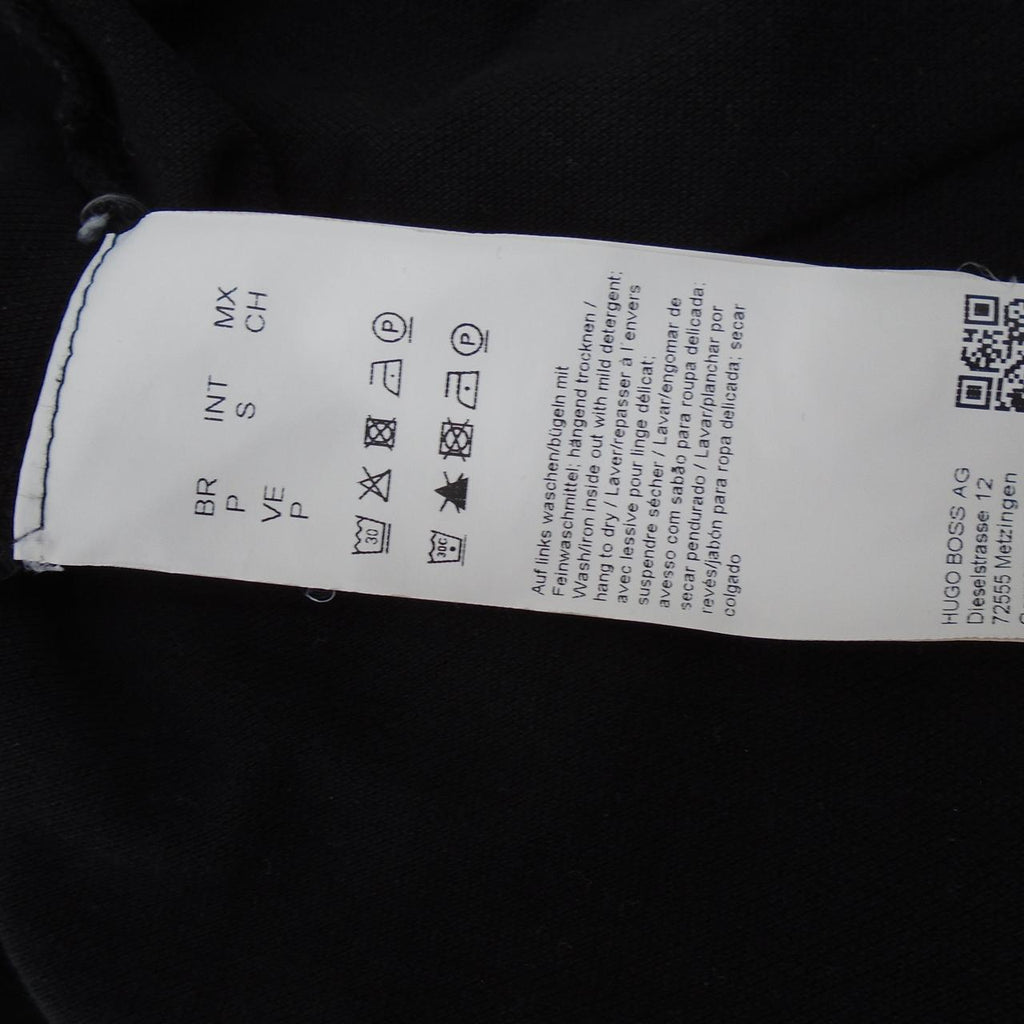 BR INT MX
P S CH
VE
P
30 P
30C P
Auf links waschen/bügeln mit
Feinwaschmittel; hängend trocknen /
Wash/iron inside out with mild detergent;
hang to dry / Laver/repasser à l'envers
avec lessive pour linge délicat;
suspendre sécher / Lavar/engomar de
avesso com sabão para roupa delicada;
secar pendurado / Lavar/planchar por
revés/jabón para ropa delicada; secar
colgado
HUGO BOSS AG
Dieselstrasse 12
72555 Metzingen